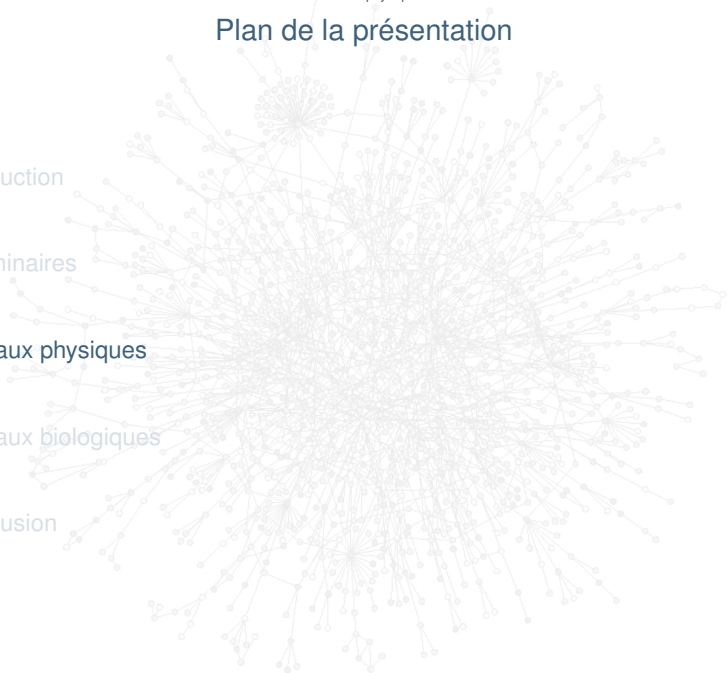 Plan de la présentation
uction
inaires
aux physiques
aux biologiques
usion